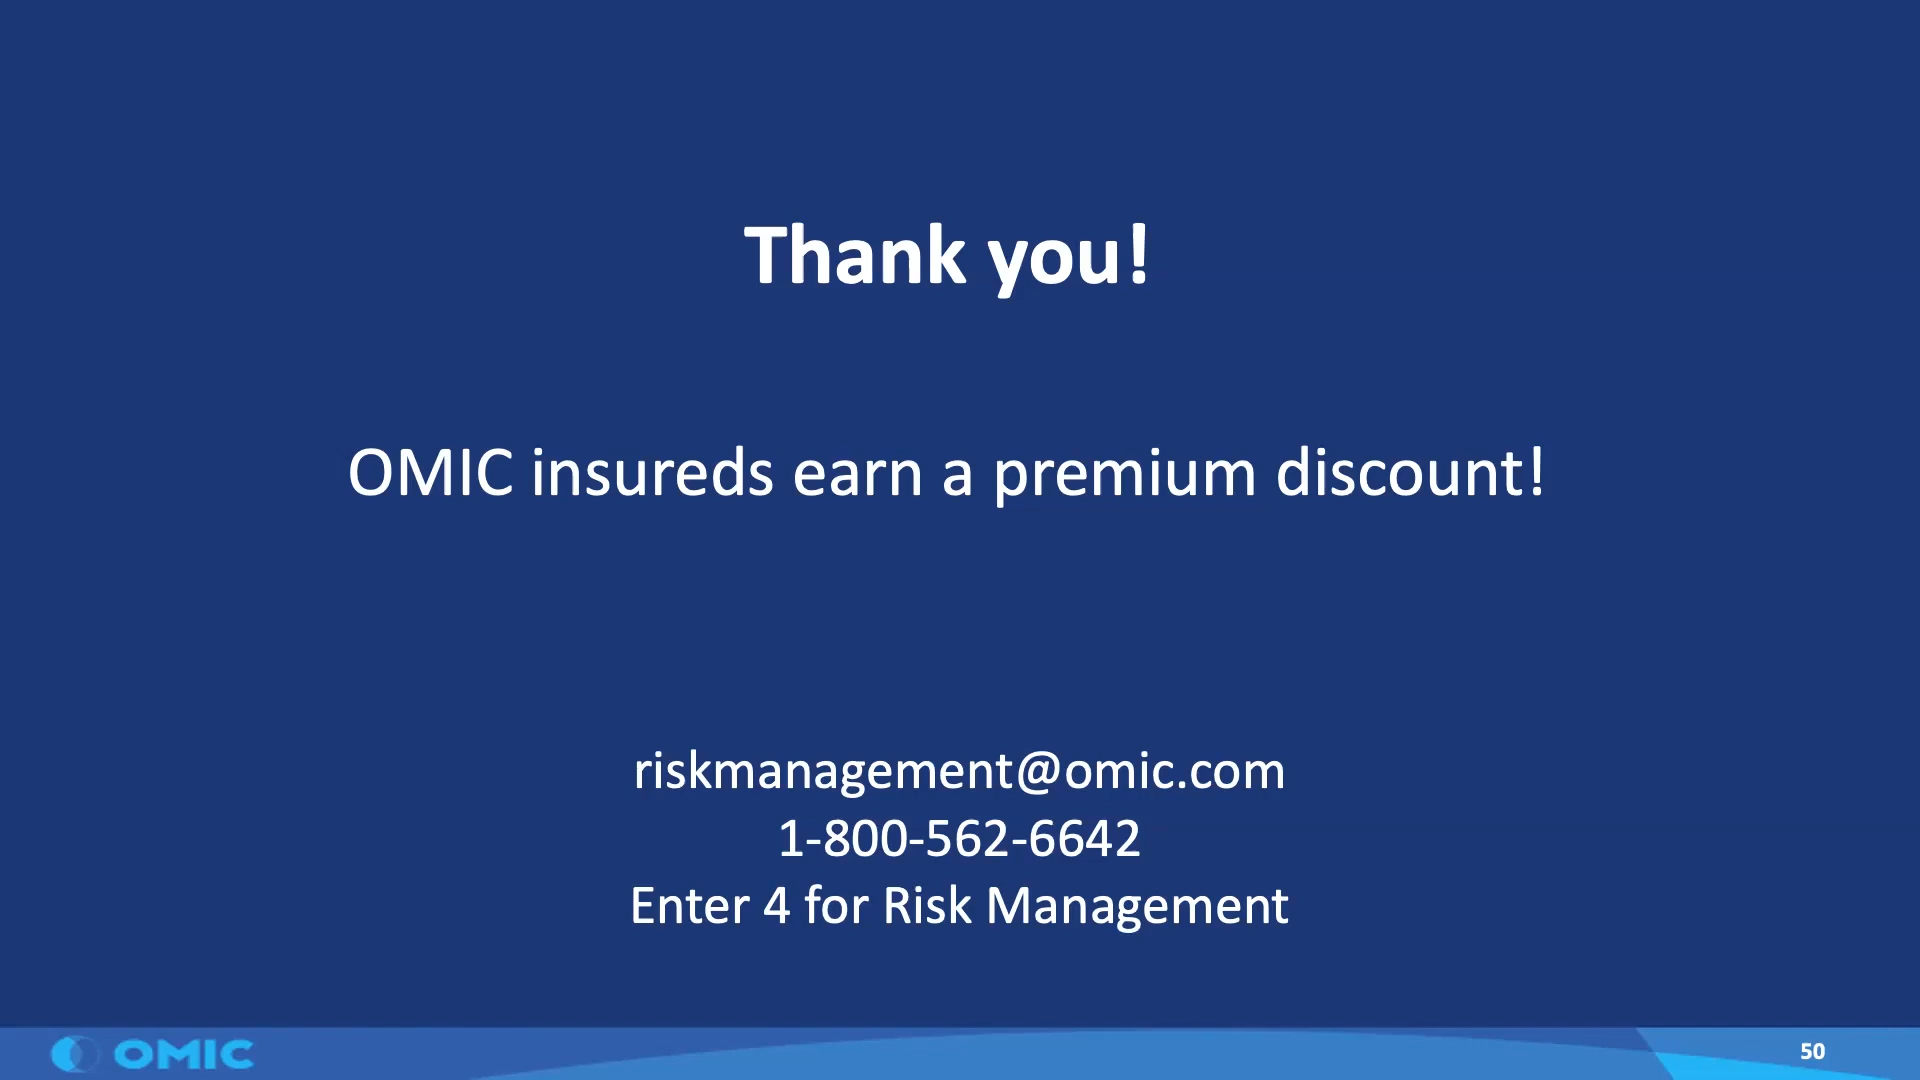 Thank you!
OMIC insureds earn a premium discount!
riskmanagement@omic.com
1-800-562-6642
Enter 4 for Risk Management
OMIC
50